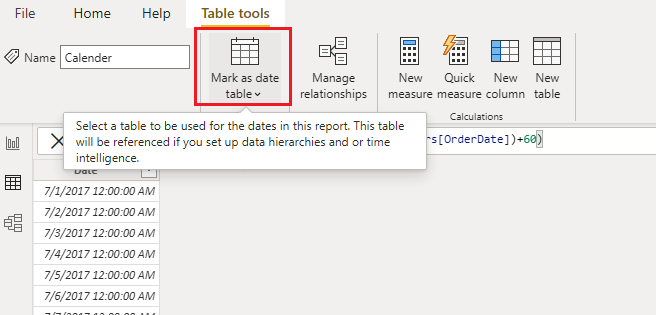 File Home Help Table tools
Name Calender
Mark as date
table
Manage
relationships
New
measure
Quick
measure
New
column
New
table
Calculations
Select a table to be used for the dates in this report. This table
will be referenced if you set up data hierarchies and or time
intelligence.
rs[OrderDate])+60)
Date
7/1/2017 12:00:00 AM
7/2/2017 12:00:00 AM
7/3/2017 12:00:00 AM
7/4/2017 12:00:00 AM
7/5/2017 12:00:00 AM
7/6/2017 12:00:00 AM